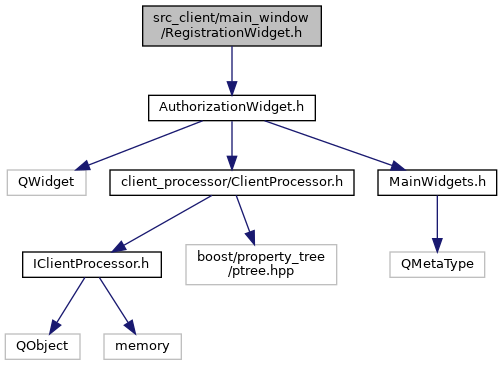 src_client/main_window
/RegistrationWidget.h
AuthorizationWidget.h
QWidget
client_processor/ClientProcessor.h
MainWidgets.h
IClientProcessor.h
boost/property_tree
/ptree.hpp
QMetaType
QObject
memory